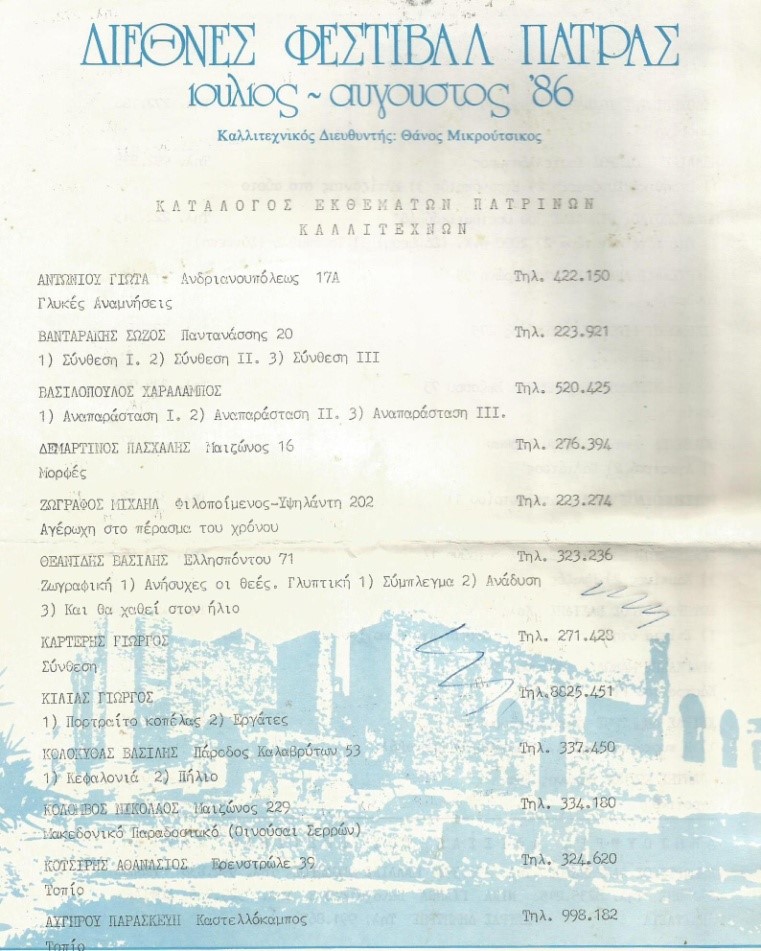 ΔΙΕΘΝΕΣ ΦΕΣΤΙΒΑΛ ΠΑΤΡΑΣ
ιουλιος ~ αυγουστος '86
Καλλιτεχνικός Διευθυντής: Θάνος Μικρούτσικος
ΚΑΤΑΛΟΓΟΣ ΕΚΘΕΜΑΤΩΝ ΠΑΤΡΙΝΩΝ
ΚΑΛΛΙΤΕΧΝΩΝ
ΑΝΤΩΝΙΟΥ ΓΙΩΤΑ - Ανδριανουπόλεως 17Α Τηλ. 422.150
Γλυκές Αναμνήσεις
ΒΑΝΤΑΡΑΚΗΣ ΣΩΖΟΣ Παντανάσσης 20 Τηλ. 223.921
1) Σύνθεση Ι. 2) Σύνθεση ΙΙ. 3) Σύνθεση ΙΙΙ
ΒΑΣΙΛΟΠΟΥΛΟΣ ΧΑΡΑΛΑΜΠΟΣ Τηλ. 520.425
1) Αναπαράσταση Ι. 2) Αναπαράσταση ΙΙ. 3) Αναπαράσταση ΙΙΙ.
ΔΕΜΑΡΤΙΝΟΣ ΠΑΣΧΑΛΗΣ Μαιζώνος 16 Τηλ. 276.394
Μορφές
ΖΩΓΡΑΦΟΣ ΜΙΧΑΗΛ Φιλοποίμενος-Υψηλάντη 202 Τηλ. 223.274
Αγέρωχη στο πέρασμα του χρόνου
ΘΕΑΝΙΔΗΣ ΒΑΣΙΛΗΣ Ελλησπόντου 71 Τηλ. 323.236
Ζωγραφική 1) Ανήσυχες οι θεές. Γλυπτική 1) Σύμπλεγμα 2) Ανάδυση
3) Και θα χαθεί στον ήλιο
ΚΑΡΤΕΡΗΣ ΓΙΩΡΓΟΣ Τηλ. 271.428
Σύνθεση
ΚΙΛΙΑΣ ΓΙΩΡΓΟΣ Τηλ.8825.451
1) Πορτραίτο κοπέλας 2) Εργάτες
ΚΟΛΟΚΥΘΑΣ ΒΑΣΙΛΗΣ Πάροδος Καλαβρύτων 53 Τηλ. 337.450
1) Κεφαλονιά 2) Πήλιο
ΚΟΛΟΜΒΟΣ ΝΙΚΟΛΑΟΣ Μαιζώνος 229 Τηλ. 334.180
Μακεδονικό Παραδοσιακό (Οινούσαι Σερρών)
ΚΟΤΣΙΡΗΣ ΑΘΑΝΑΣΙΟΣ Ερενστρώλε 39 Τηλ. 324.620
Τοπίο
ΛΥΓΗΡΟΥ ΠΑΡΑΣΚΕΥΗ Καστελλόκαμπος Τηλ. 998.182
Τοπίο